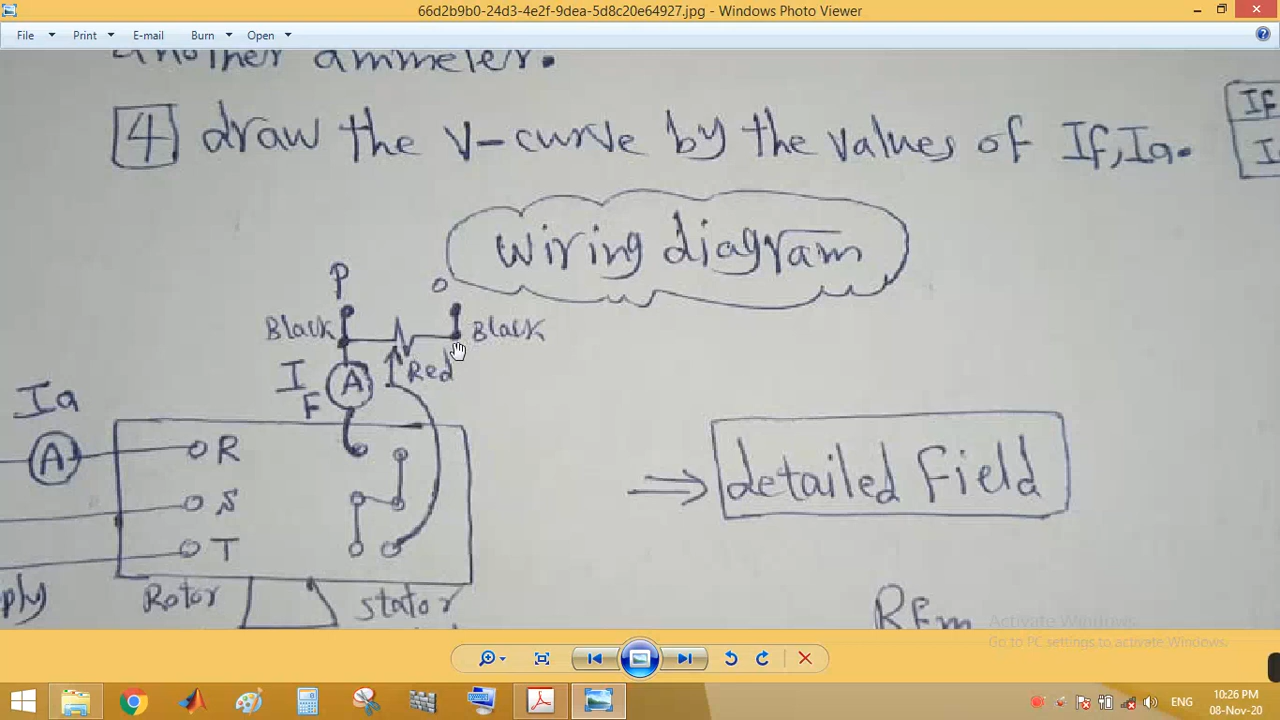 66d2b9b0-24d3-4e2f-9dea-5d8c20e64927.jpg - Windows Photo Viewer
File Print E-mail Burn Open
another ammeter.
4 draw the V-curve by the values of If, Ia.
If
Wiring diagram
P
o
Black
Black
Red
IF
A
Ia
A
R
S
T
Rotor
stator
⇒ detailed Field
Activate Windows
Go to PC settings to activate Windows.
ENG
10:26 PM
08-Nov-20